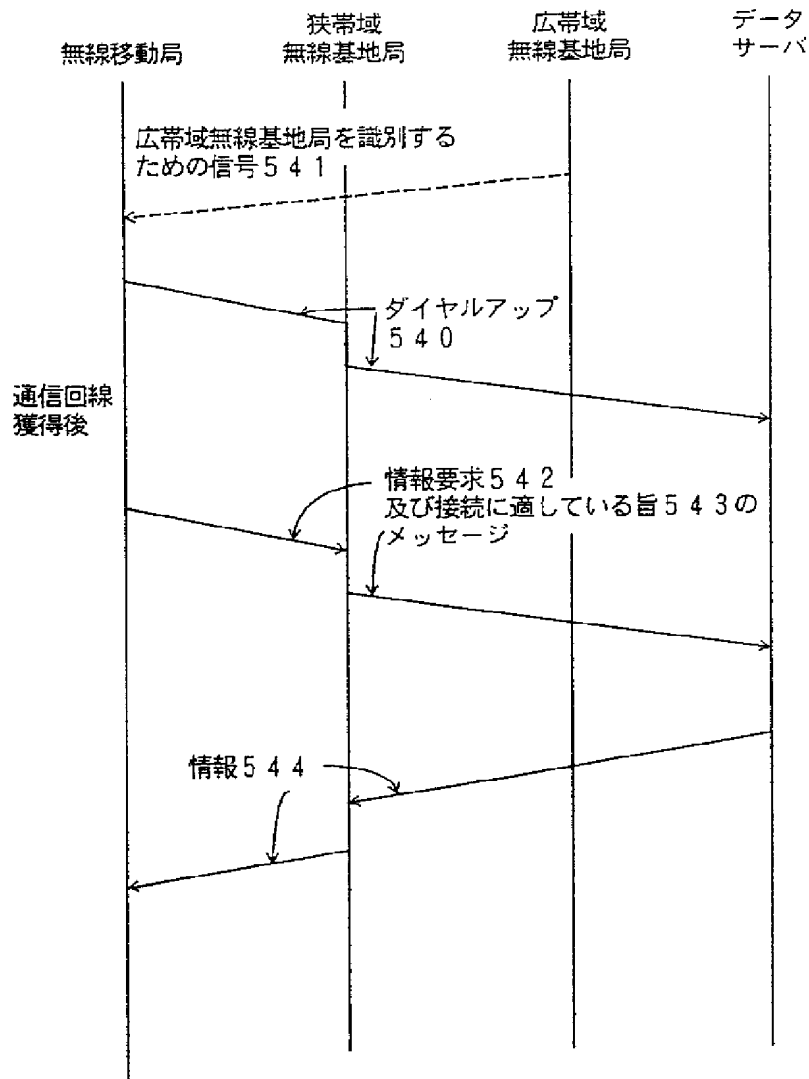 無線移動局
狭帯域
無線基地局
広帯域
無線基地局
データ
サーバ
広帯域無線基地局を識別する
ための信号５４１
ダイヤルアップ
５４０
通信回線
獲得後
情報要求５４２
及び接続に適している旨５４３の
メッセージ
情報５４４